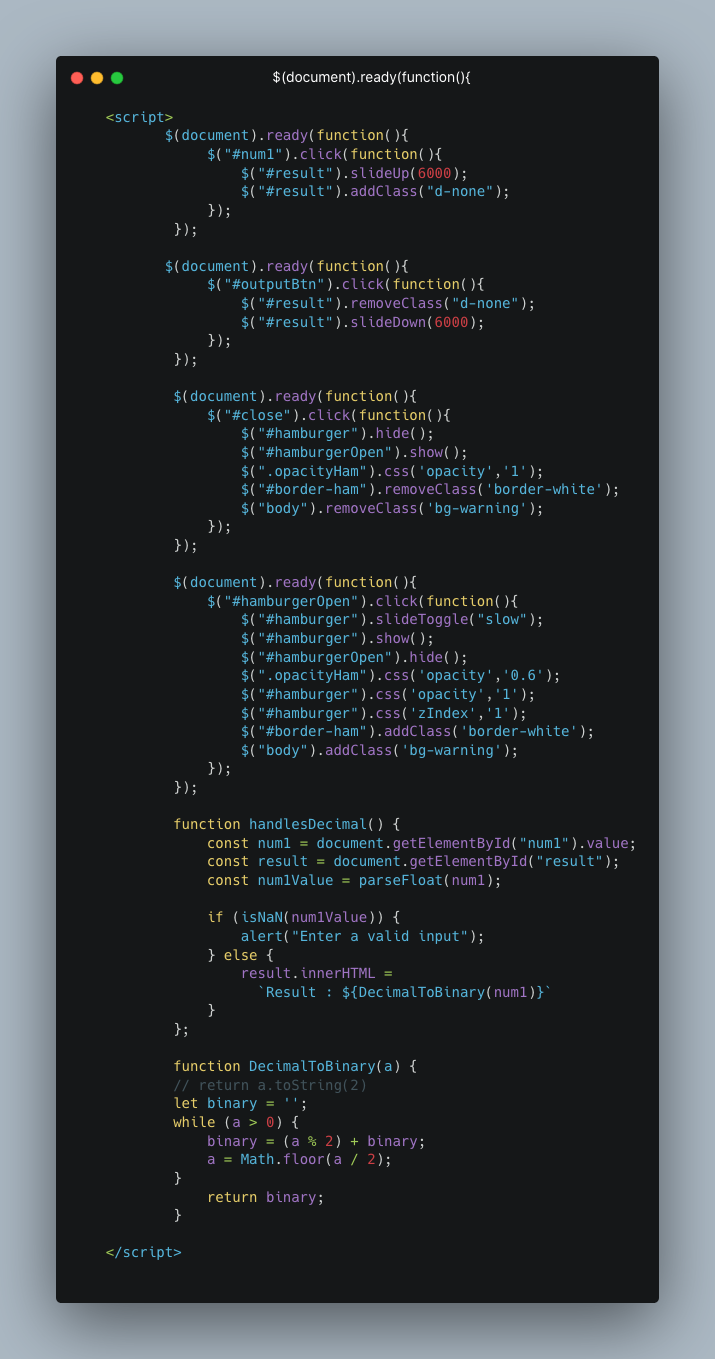 $(document).ready(function(){
<script>
$(document).ready(function(){
$("#num1").click(function(){
$("#result").slideUp(6000);
$("#result").addClass("d-none");
});
});
$(document).ready(function(){
$("#outputBtn").click(function(){
$("#result").removeClass("d-none");
$("#result").slideDown(6000);
});
});
$(document).ready(function(){
$("#close").click(function(){
$("#hamburger").hide();
$("#hamburgerOpen").show();
$(".opacityHam").css('opacity','1');
$("#border-ham").removeClass('border-white');
$("body").removeClass('bg-warning');
});
});
$(document).ready(function(){
$("#hamburgerOpen").click(function(){
$("#hamburger").slideToggle("slow");
$("#hamburger").show();
$("#hamburgerOpen").hide();
$(".opacityHam").css('opacity','0.6');
$("#hamburger").css('opacity','1');
$("#hamburger").css('zIndex','1');
$("#border-ham").addClass('border-white');
$("body").addClass('bg-warning');
});
});
function handlesDecimal() {
const num1 = document.getElementById("num1").value;
const result = document.getElementById("result");
const num1Value = parseFloat(num1);
if (isNaN(num1Value)) {
alert("Enter a valid input");
} else {
result.innerHTML =
`Result : ${DecimalToBinary(num1)}`
}
};
function DecimalToBinary(a) {
// return a.toString(2)
let binary = '';
while (a > 0) {
binary = (a % 2) + binary;
a = Math.floor(a / 2);
}
return binary;
}
</script>